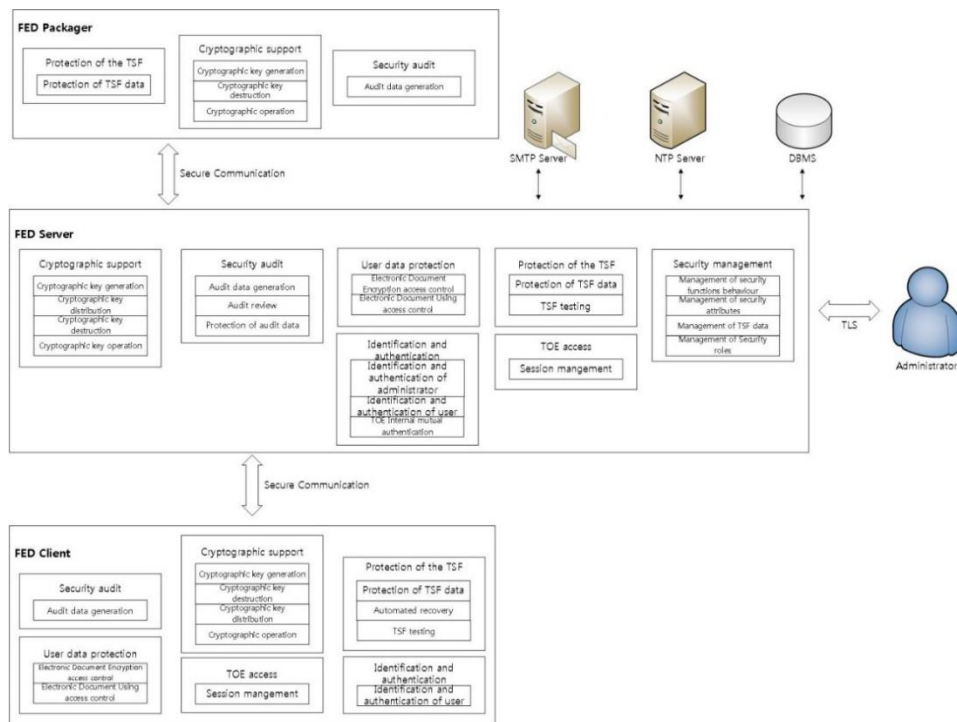 FED Packager
Protection of the TSF
Protection of TSF data
Cryptographic support
Cryptographic key generation
Cryptographic key
destruction
Cryptographic operation
Security audit
Audit data generation
SMTP Server
NTP Server
DBMS
Secure Communication
FED Server
Cryptographic support
Cryptographic key generation
Cryptographic key
distribution
Cryptographic key
destruction
Cryptographic key operation
Security audit
Audit data generation
Audit review
Protection of audit data
User data protection
Electronic Document
Encryption access control
Electronic Document Using
access control
Identification and
authentication
Identification and
authentication of
administrator
Identification and
authentication of user
TOE Internal mutual
authentication
Protection of the TSF
Protection of TSF data
TSF testing
TOE access
Session mangement
Security management
Management of security
functions behaviour
Management of security
attributes
Management of TSF data
Management of Security
roles
TLS
Administrator
Secure Communication
FED Client
Security audit
Audit data generation
User data protection
Electronic Document Encryption
access control
Electronic Document Using
access control
Cryptographic support
Cryptographic key generation
Cryptographic key
destruction
Cryptographic key
distribution
Cryptographic operation
TOE access
Session mangement
Protection of the TSF
Protection of TSF data
Automated recovery
TSF testing
Identification and
authentication
Identification and
authentication of user